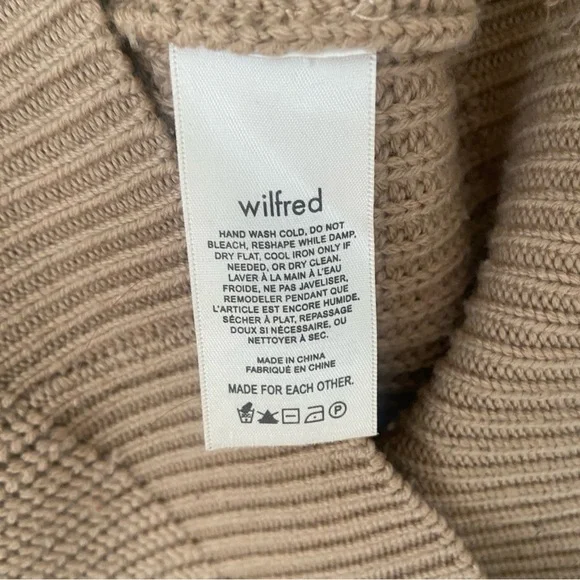 wilfred
HAND WASH COLD, DO NOT
BLEACH, RESHAPE WHILE DAMP,
DRY FLAT, COOL IRON ONLY IF
NEEDED, OR DRY CLEAN.
LAVER À LA MAIN À L'EAU
FROIDE, NE PAS JAVELISER,
REMODELER PENDANT QUE
L'ARTICLE EST ENCORE HUMIDE,
SÉCHER À PLAT, REPASSAGE
DOUX SI NÉCESSAIRE, OU
NETTOYER À SEC.
MADE IN CHINA
FABRIQUÉ EN CHINE
MADE FOR EACH OTHER.
P